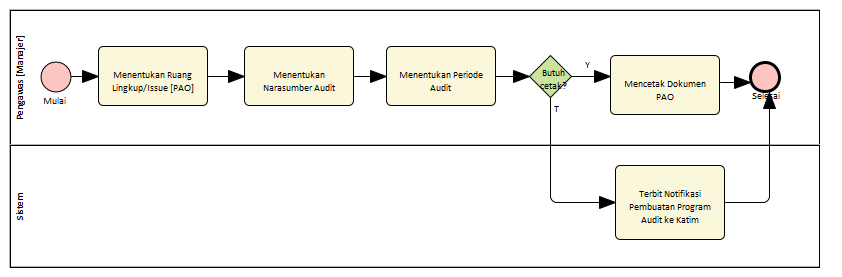 Pengawas [Manajer]
Mulai
Menentukan Ruang
Lingkup/Issue [PAO]
Menentukan
Narasumber Audit
Menentukan Periode
Audit
Butuh
cetak?
Y
T
Mencetak Dokumen
PAO
Selesai
Sistem
Terbit Notifikasi
Pembuatan Program
Audit ke Katim